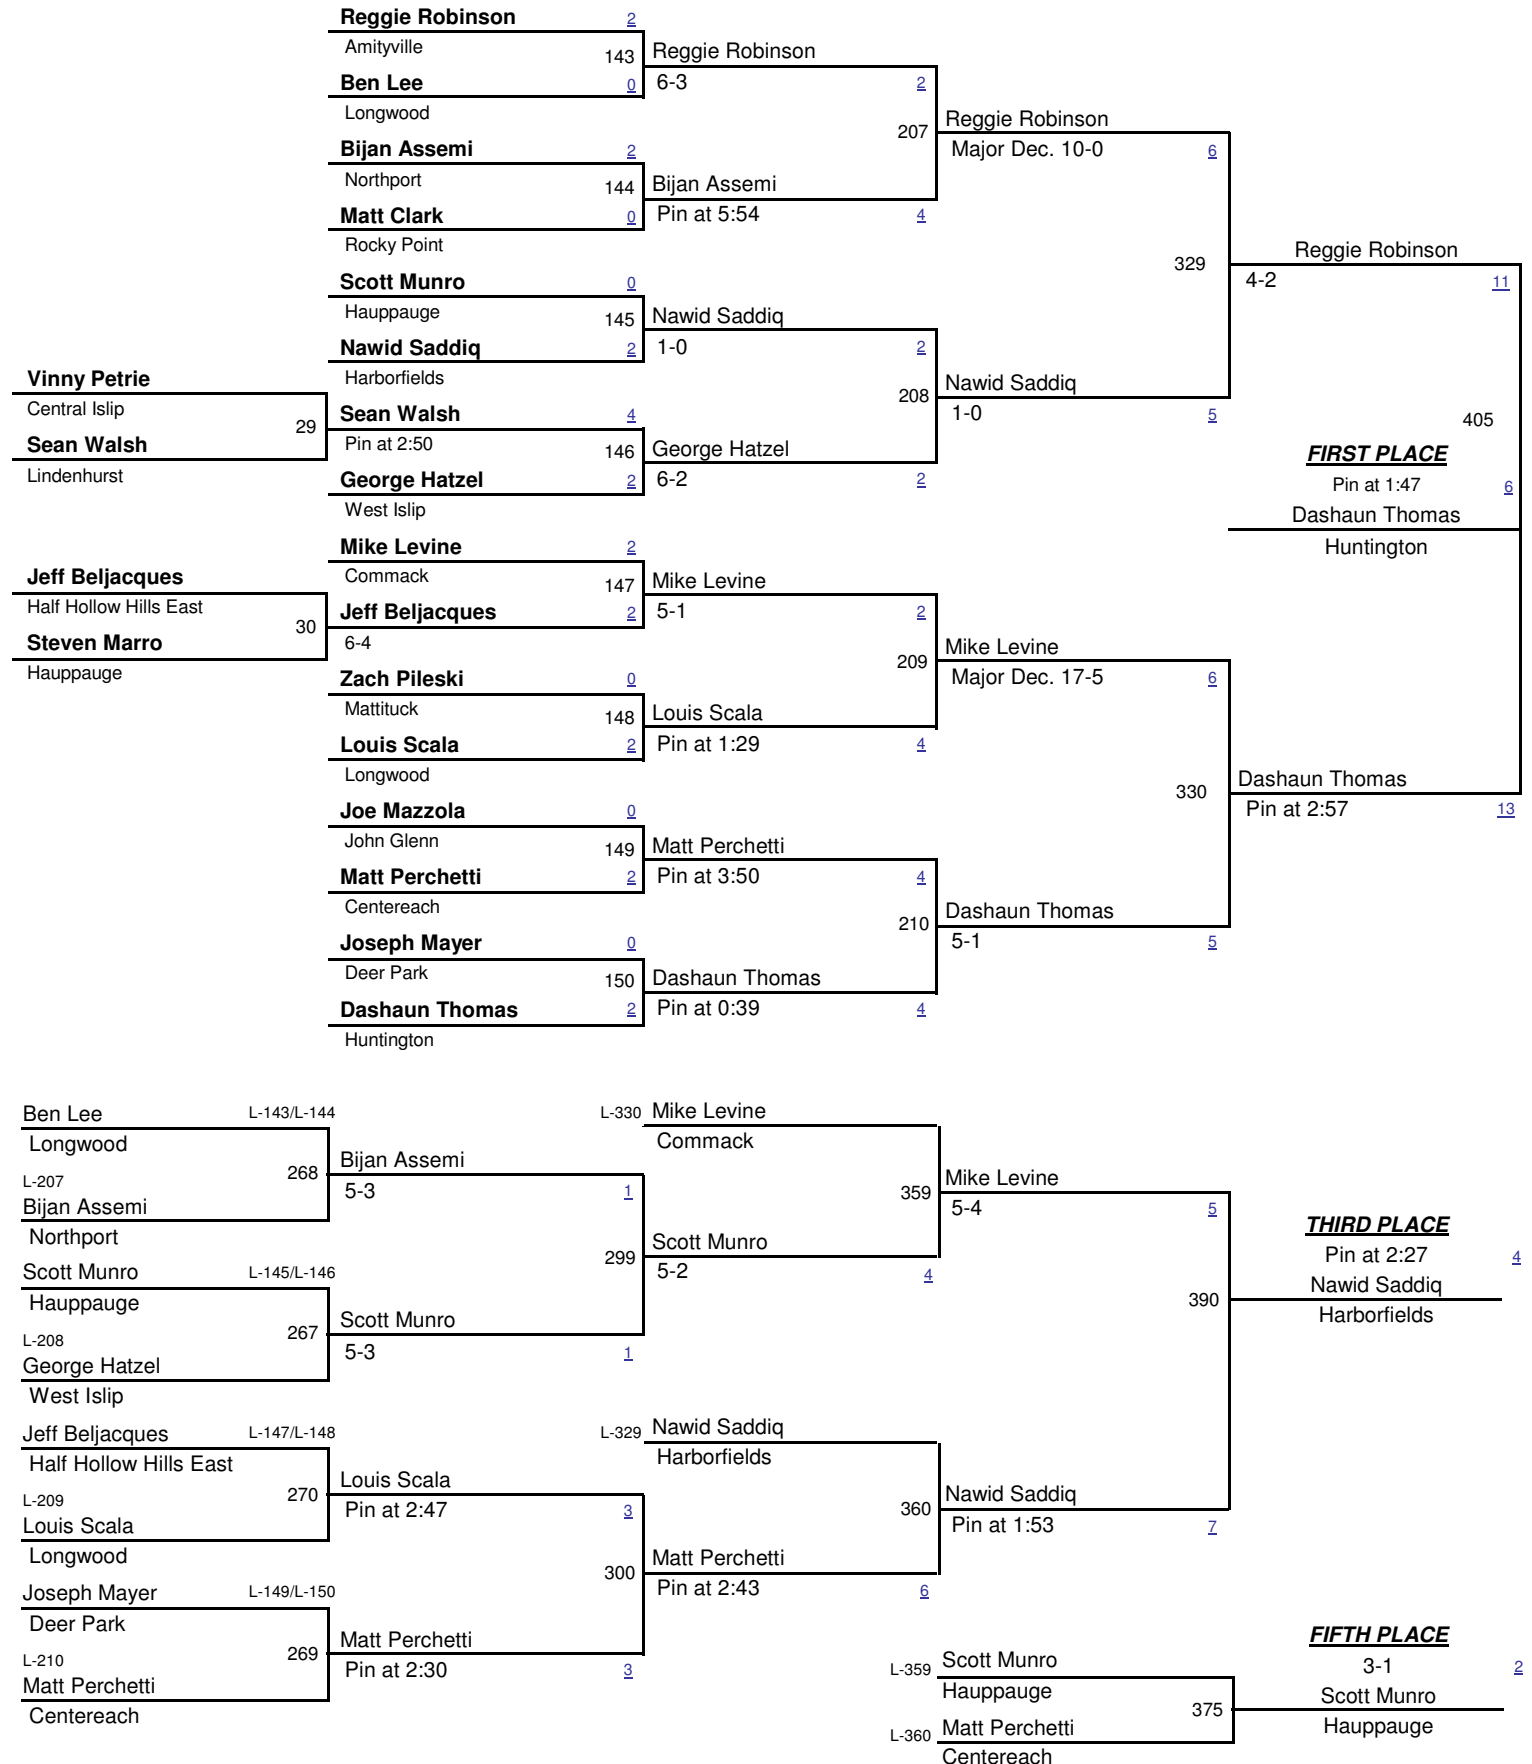 Reggie Robinson 2
Amityville
143 Reggie Robinson
Ben Lee 0 6-3 2
Longwood
207 Reggie Robinson
Bijan Assemi 2 Major Dec. 10-0 6
Northport
144 Bijan Assemi
Matt Clark 0 Pin at 5:54 4
Rocky Point
329 Reggie Robinson
Scott Munro 0 4-2 11
Hauppauge
145 Nawid Saddiq
Nawid Saddiq 2 1-0 2
Harborfields
Vinny Petrie
Central Islip
208 Nawid Saddiq
29 Sean Walsh 4 1-0 5
405
Sean Walsh Pin at 2:50
146 George Hatzel
FIRST PLACE
Lindenhurst
George Hatzel 2 6-2 2
Pin at 1:47 6
West Islip
Dashaun Thomas
Huntington
Mike Levine 2
Commack
Jeff Beljacques
147 Mike Levine
Half Hollow Hills East
Jeff Beljacques 2 5-1 2
30
Steven Marro 6-4
Mike Levine
209
Hauppauge
Zach Pileski 0 Major Dec. 17-5 6
Mattituck
148 Louis Scala
Louis Scala 2 Pin at 1:29 4
Longwood
330 Dashaun Thomas
Joe Mazzola 0 Pin at 2:57 13
John Glenn
149 Matt Perchetti
Matt Perchetti 2 Pin at 3:50 4
Centereach
210 Dashaun Thomas
Joseph Mayer 0 5-1 5
Deer Park
150 Dashaun Thomas
Dashaun Thomas 2 Pin at 0:39 4
Huntington
Ben Lee L-143/L-144 L-330 Mike Levine
Longwood Commack
268 Bijan Assemi
L-207
5-3 1 359 Mike Levine
Bijan Assemi 5-4 5
Northport
THIRD PLACE
299 Scott Munro
Pin at 2:27 4
Scott Munro L-145/L-146 5-2 4
Nawid Saddiq
Hauppauge 390
Harborfields
267 Scott Munro
L-208
5-3 1
George Hatzel
West Islip
Jeff Beljacques L-147/L-148 L-329 Nawid Saddiq
Half Hollow Hills East Harborfields
270 Louis Scala
L-209
Pin at 2:47 3 360 Nawid Saddiq
Louis Scala Pin at 1:53 7
Longwood
300 Matt Perchetti
Joseph Mayer L-149/L-150 Pin at 2:43 6
Deer Park
FIFTH PLACE
269 Matt Perchetti
L-210
Pin at 2:30 3 L-359 Scott Munro 3-1 2
Matt Perchetti Hauppauge
375 Scott Munro
Centereach
L-360 Matt Perchetti Hauppauge
Centereach